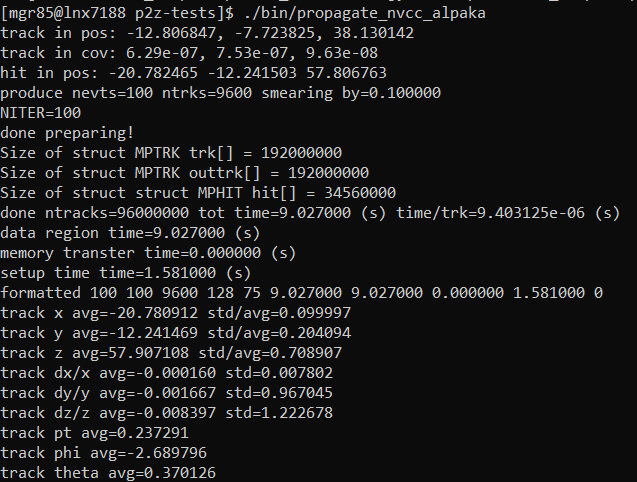 [mgr85@lnx7188 p2z-tests]$ ./bin/propagate_nvcc_alpaka
track in pos: -12.806847, -7.723825, 38.130142
track in cov: 6.29e-07, 7.53e-07, 9.63e-08
hit in pos: -20.782465 -12.241503 57.806763
produce nevts=100 ntrks=9600 smearing by=0.100000
NITER=100
done preparing!
Size of struct MPTRK trk[] = 192000000
Size of struct MPTRK outtrk[] = 192000000
Size of struct struct MPHIT hit[] = 34560000
done ntracks=96000000 tot time=9.027000 (s) time/trk=9.403125e-06 (s)
data region time=9.027000 (s)
memory transter time=0.000000 (s)
setup time time=1.581000 (s)
formatted 100 100 9600 128 75 9.027000 9.027000 0.000000 1.581000 0
track x avg=-20.780912 std/avg=0.099997
track y avg=-12.241469 std/avg=0.204094
track z avg=57.907108 std/avg=0.708907
track dx/x avg=-0.000160 std=0.007802
track dy/y avg=-0.001667 std=0.967045
track dz/z avg=-0.008397 std=1.222678
track pt avg=0.237291
track phi avg=-2.689796
track theta avg=0.370126